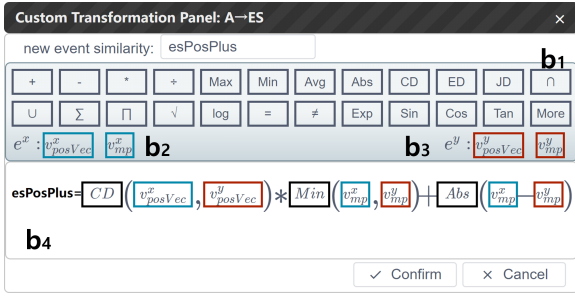 Custom Transformation Panel: A→ES ×
new event similarity: esPosPlus
b1
+ - * ÷ Max Min Avg Abs CD ED JD ∩
∪ ∑ ∏ √ log = ≠ Exp Sin Cos Tan More
e^x : v^x_posVec v^x_mp b2 b3 e^y : v^y_posVec v^y_mp
esPosPlus= CD ( v^x_posVec , v^y_posVec ) * Min ( v^x_mp , v^y_mp ) + Abs ( v^x_mp − v^y_mp )
b4
✓ Confirm × Cancel